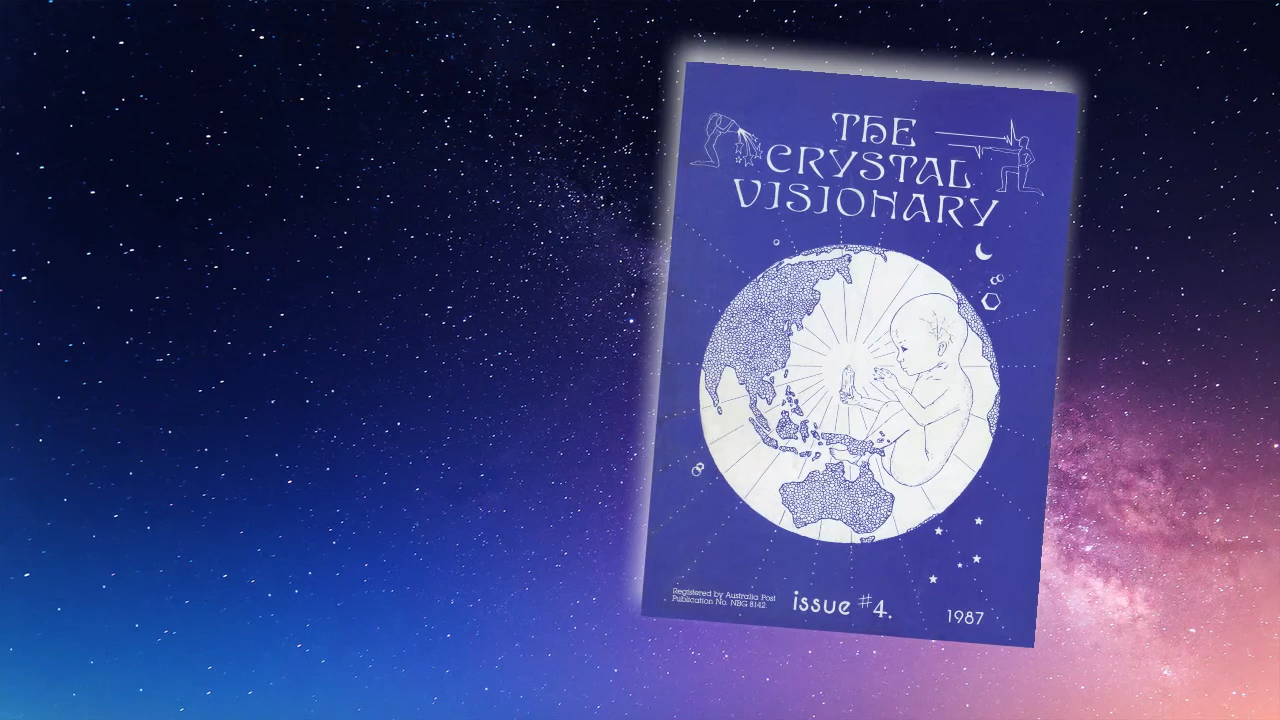 THE
CRYSTAL
VISIONARY
Registered by Australia Post
Publication No. NBG 8142
issue #4.
1987